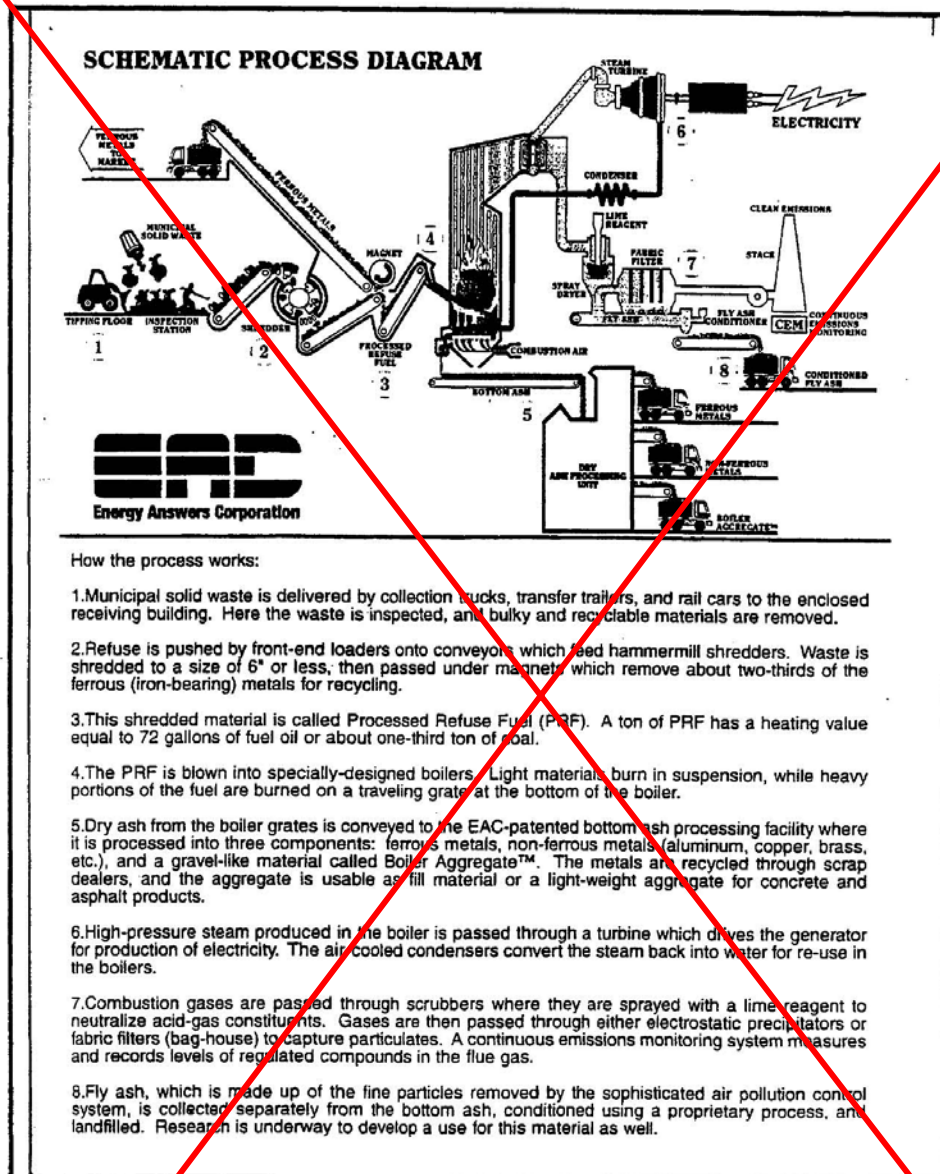 SCHEMATIC PROCESS DIAGRAM
STEAM
TURBINE
ELECTRICITY
6
FERROUS
METALS
TO
MARKET
FERROUS METALS
CONDENSER
LIME
REAGENT
CLEAN EMISSIONS
MUNICIPAL
SOLID WASTE
MAGNET
4
FABRIC
FILTER
7
STACK
SPRAY
DRYER
TIPPING FLOOR
INSPECTION
STATION
SHREDDER
FLY ASH
FLY ASH
CONDITIONER
CEM
CONTINUOUS
EMISSIONS
MONITORING
1
2
PROCESSED
REFUSE
FUEL
3
COMBUSTION AIR
BOTTOM ASH
8
CONDITIONED
FLY ASH
5
FERROUS
METALS
DRY
ASH PROCESSING
UNIT
NON-FERROUS
METALS
BOILER
AGGREGATE™
EAC
Energy Answers Corporation
How the process works:
1.Municipal solid waste is delivered by collection trucks, transfer trailers, and rail cars to the enclosed
receiving building. Here the waste is inspected, and bulky and recyclable materials are removed.
2.Refuse is pushed by front-end loaders onto conveyors which feed hammermill shredders. Waste is
shredded to a size of 6" or less, then passed under magnets which remove about two-thirds of the
ferrous (iron-bearing) metals for recycling.
3.This shredded material is called Processed Refuse Fuel (PRF). A ton of PRF has a heating value
equal to 72 gallons of fuel oil or about one-third ton of coal.
4.The PRF is blown into specially-designed boilers. Light materials burn in suspension, while heavy
portions of the fuel are burned on a traveling grate at the bottom of the boiler.
5.Dry ash from the boiler grates is conveyed to the EAC-patented bottom ash processing facility where
it is processed into three components: ferrous metals, non-ferrous metals (aluminum, copper, brass,
etc.), and a gravel-like material called Boiler Aggregate™. The metals are recycled through scrap
dealers, and the aggregate is usable as fill material or a light-weight aggregate for concrete and
asphalt products.
6.High-pressure steam produced in the boiler is passed through a turbine which drives the generator
for production of electricity. The air cooled condensers convert the steam back into water for re-use in
the boilers.
7.Combustion gases are passed through scrubbers where they are sprayed with a lime reagent to
neutralize acid-gas constituents. Gases are then passed through either electrostatic precipitators or
fabric filters (bag-house) to capture particulates. A continuous emissions monitoring system measures
and records levels of regulated compounds in the flue gas.
8.Fly ash, which is made up of the fine particles removed by the sophisticated air pollution control
system, is collected separately from the bottom ash, conditioned using a proprietary process, and
landfilled. Research is underway to develop a use for this material as well.